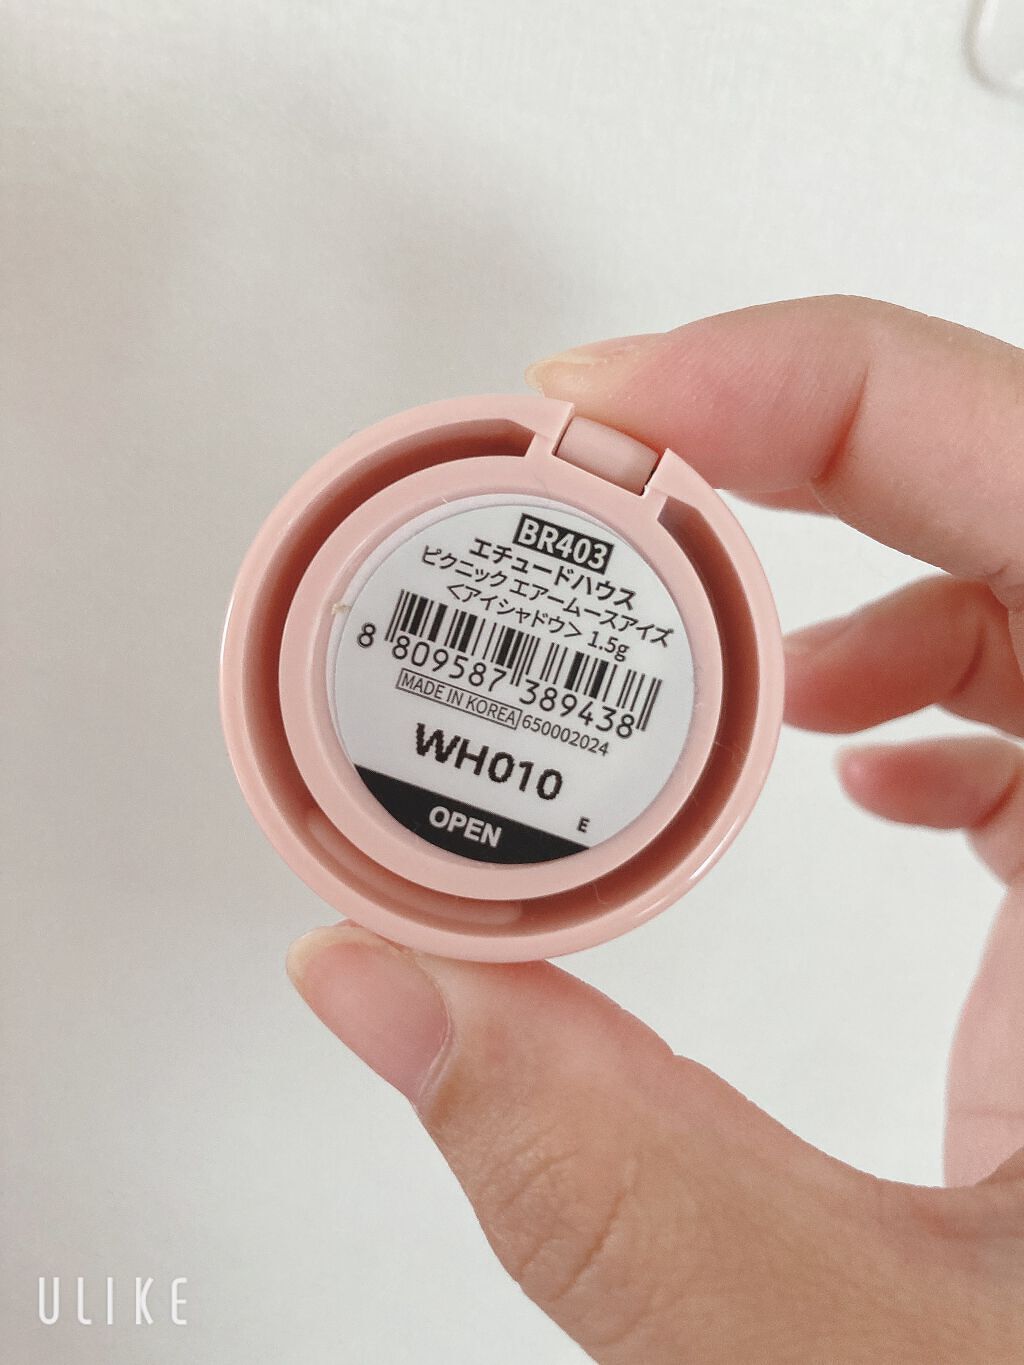 BR403
エチュードハウス
ピクニック エアームースアイズ
<アイシャドウ> 1.5g
8 809587 389438
MADE IN KOREA 650002024
WH010
OPEN
E
ULIKE